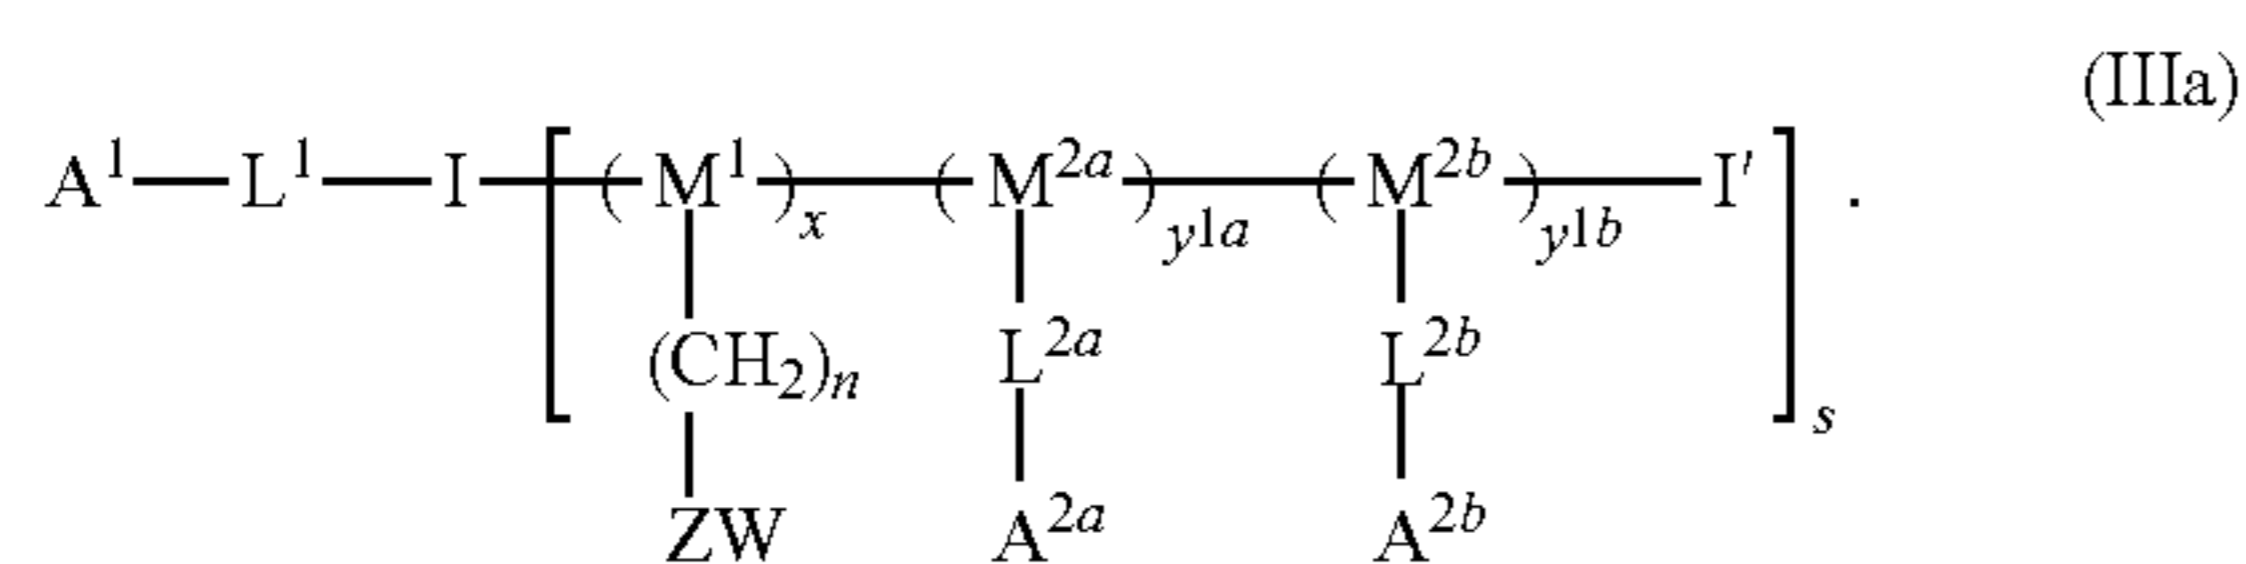 (IIIa)
A¹—L¹—I—[(M¹)ₓ—(M²ᵃ)y1a—(M²ᵇ)y1b—I′]s .
(CH₂)n L²ᵃ L²ᵇ
ZW A²ᵃ A²ᵇ